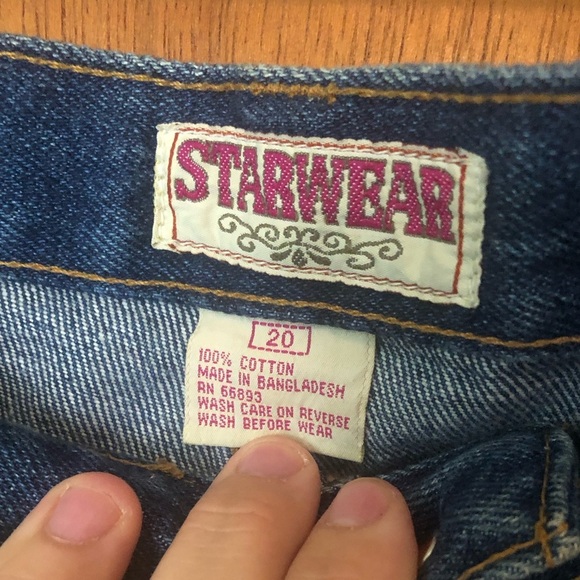 STARWEAR
20
100% COTTON
MADE IN BANGLADESH
RN 66893
WASH CARE ON REVERSE
WASH BEFORE WEAR